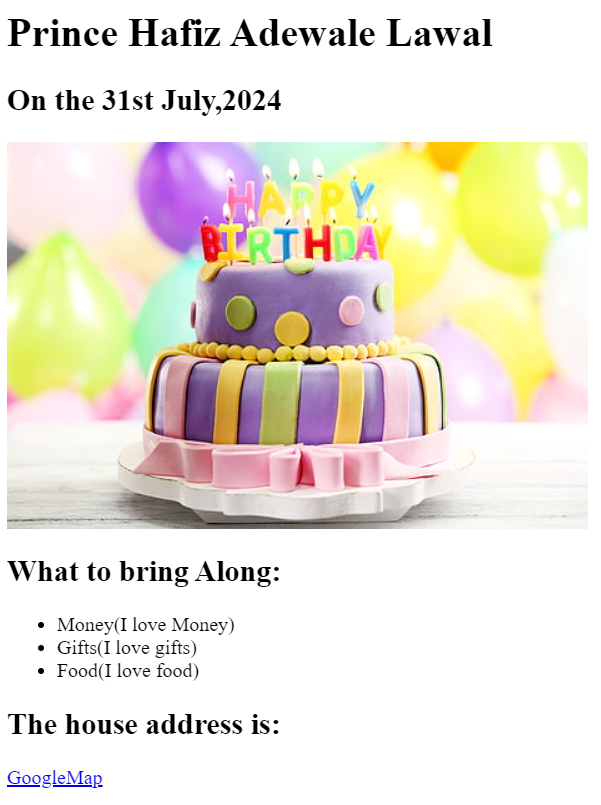 Prince Hafiz Adewale Lawal
On the 31st July,2024
HAPPY
BIRTHDAY
What to bring Along:
Money(I love Money)
Gifts(I love gifts)
Food(I love food)
The house address is:
GoogleMap